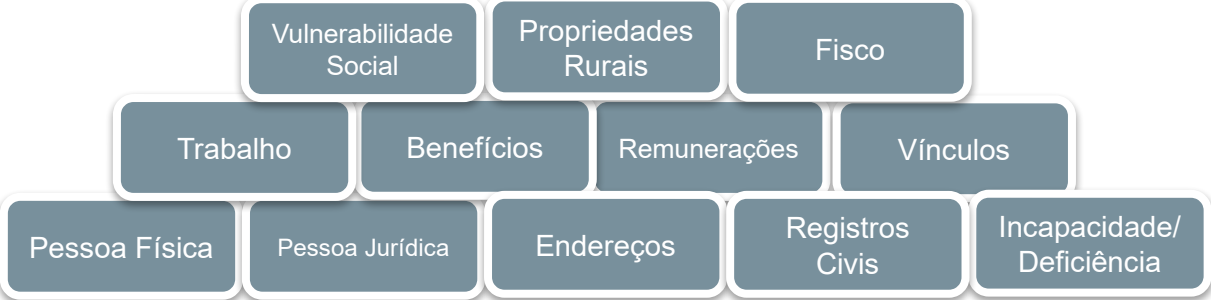 Vulnerabilidade
Social
Propriedades
Rurais
Fisco
Trabalho
Benefícios
Remunerações
Vínculos
Pessoa Física
Pessoa Jurídica
Endereços
Registros
Civis
Incapacidade/
Deficiência